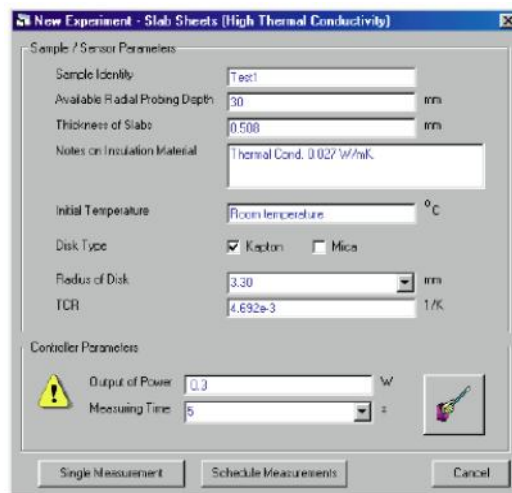 New Experiment - Slab Sheets (High Thermal Conductivity)
Sample / Sensor Parameters
Sample Identity Test1
Available Radial Probing Depth 30 mm
Thickness of Slabs 0.508 mm
Notes on Insulation Material Thermal Cond. 0.027 W/mK
Initial Temperature Room temperature °C
Disk Type Kapton Mica
Radius of Disk 3.30 mm
TCR 4.692e-3 1/K
Controller Parameters
Output of Power 0.3 W
Measuring Time 5 s
Single Measurement Schedule Measurements Cancel